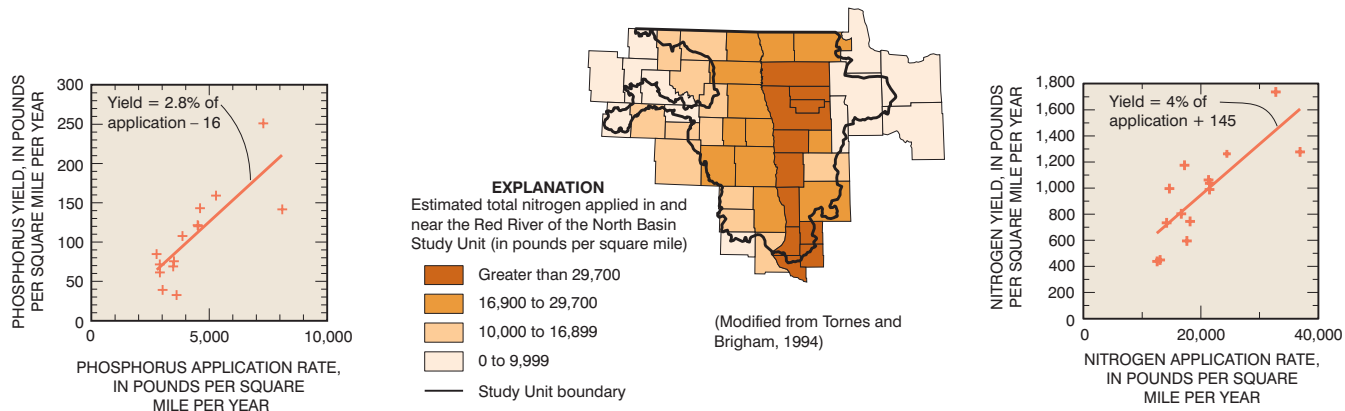 PHOSPHORUS YIELD, IN POUNDS
PER SQUARE MILE PER YEAR
300
250
200
150
100
50
0
Yield = 2.8% of
application – 16
0
5,000
10,000
PHOSPHORUS APPLICATION RATE,
IN POUNDS PER SQUARE
MILE PER YEAR
EXPLANATION
Estimated total nitrogen applied in and
near the Red River of the North Basin
Study Unit (in pounds per square mile)
Greater than 29,700
16,900 to 29,700
10,000 to 16,899
0 to 9,999
Study Unit boundary
(Modified from Tornes and
Brigham, 1994)
NITROGEN YIELD, IN POUNDS
PER SQUARE MILE PER YEAR
1,800
1,600
1,400
1,200
1,000
800
600
400
200
0
Yield = 4% of
application + 145
0
20,000
40,000
NITROGEN APPLICATION RATE,
IN POUNDS PER SQUARE
MILE PER YEAR